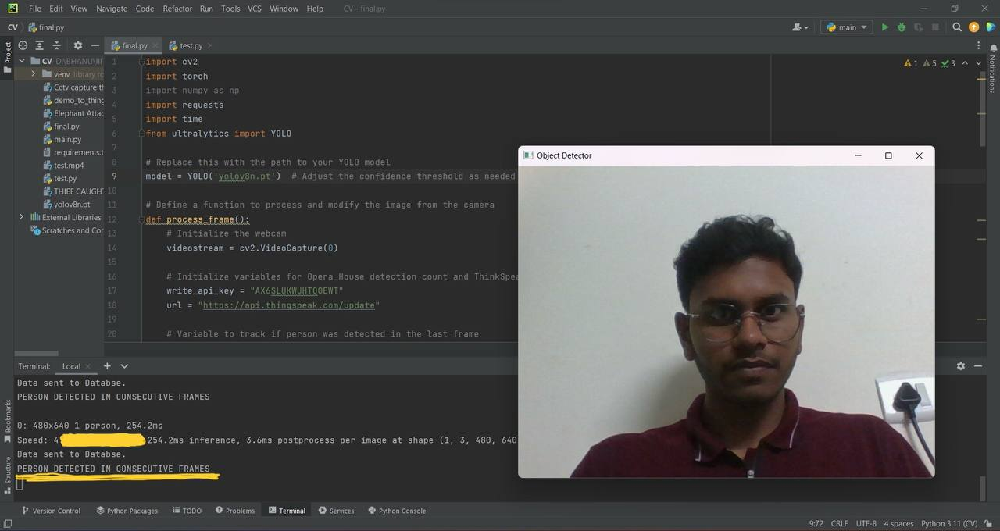 File Edit View Navigate Code Refactor Run Tools VCS Window Help CV - final.py
CV final.py main
Project
final.py
test.py
Notifications
CV D:\BHANU\III
venv library ro
Cctv capture th
demo_to_thing
Elephant Attac
final.py
main.py
requirements.t
test.mp4
test.py
THIEF CAUGHT
yolov8n.pt
External Libraries
Scratches and Cor
1 5 3
1 import cv2
2 import torch
3 import numpy as np
4 import requests
5 import time
6 from ultralytics import YOLO
7
8 # Replace this with the path to your YOLO model
9 model = YOLO('yolov8n.pt') # Adjust the confidence threshold as needed
10
11 # Define a function to process and modify the image from the camera
12 def process_frame():
13 # Initialize the webcam
14 videostream = cv2.VideoCapture(0)
15
16 # Initialize variables for Opera_House detection count and ThinkSpea
17 write_api_key = "AX6SLUKWUHTO0EWT"
18 url = "https://api.thingspeak.com/update"
19
20 # Variable to track if person was detected in the last frame
Object Detector
Terminal: Local
Data sent to Databse.
PERSON DETECTED IN CONSECUTIVE FRAMES
0: 480x640 1 person, 254.2ms
Speed: 4 254.2ms inference, 3.6ms postprocess per image at shape (1, 3, 480, 640
Data sent to Databse.
PERSON DETECTED IN CONSECUTIVE FRAMES
Bookmarks
Structure
Version Control Python Packages TODO Problems Terminal Services Python Console
9:72 CRLF UTF-8 4 spaces Python 3.11 (CV)